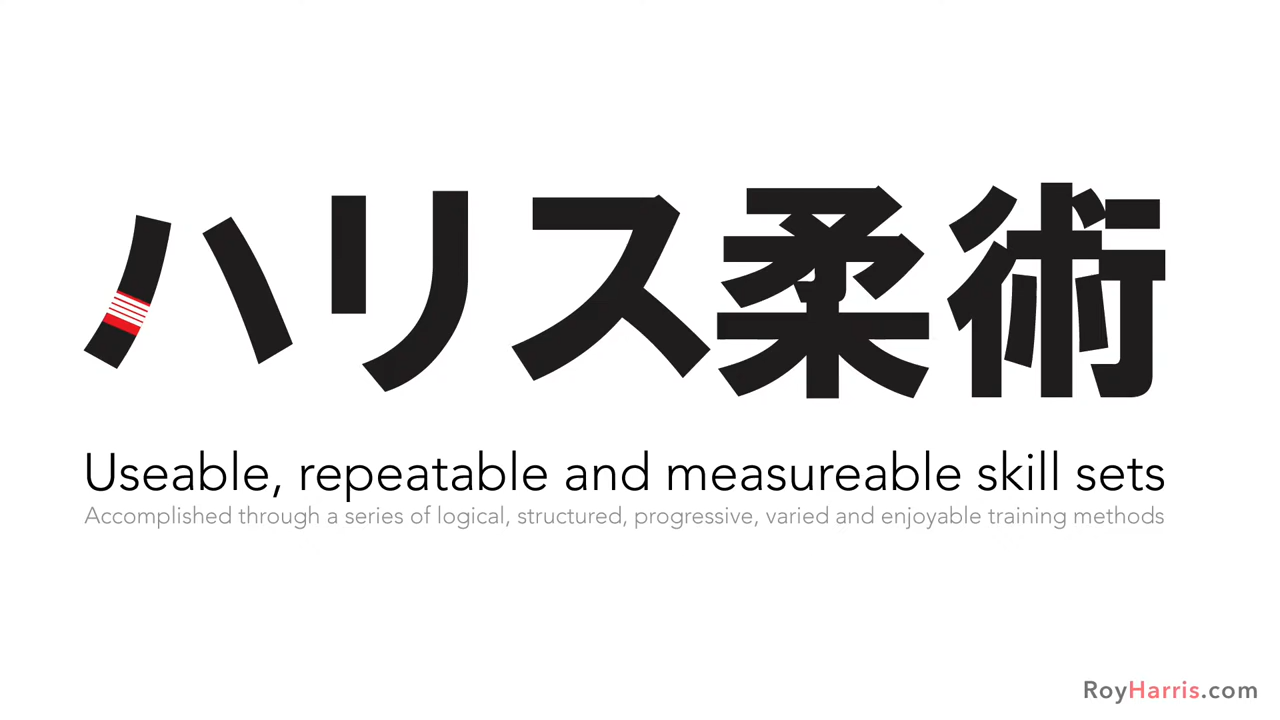 ハリス柔術
Useable, repeatable and measureable skill sets
Accomplished through a series of logical, structured, progressive, varied and enjoyable training methods
RoyHarris.com